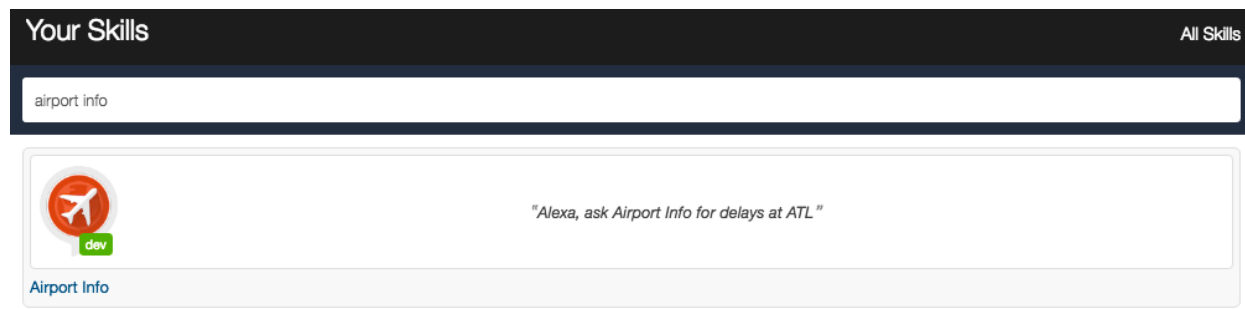 Your Skills
All Skills
airport info
"Alexa, ask Airport Info for delays at ATL"
dev
Airport Info